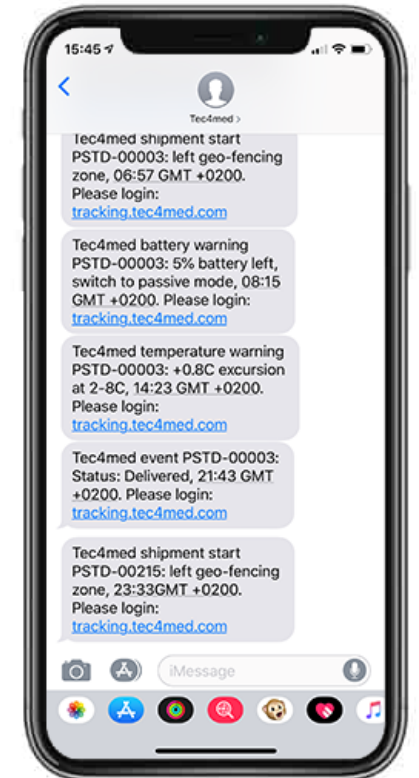 15:45
Tec4med >
Tec4med shipment start
PSTD-00003: left geo-fencing
zone, 06:57 GMT +0200.
Please login:
tracking.tec4med.com
Tec4med battery warning
PSTD-00003: 5% battery left,
switch to passive mode, 08:15
GMT +0200. Please login:
tracking.tec4med.com
Tec4med temperature warning
PSTD-00003: +0.8C excursion
at 2-8C, 14:23 GMT +0200.
Please login:
tracking.tec4med.com
Tec4med event PSTD-00003:
Status: Delivered, 21:43 GMT
+0200. Please login:
tracking.tec4med.com
Tec4med shipment start
PSTD-00215: left geo-fencing
zone, 23:33GMT +0200.
Please login:
tracking.tec4med.com
iMessage